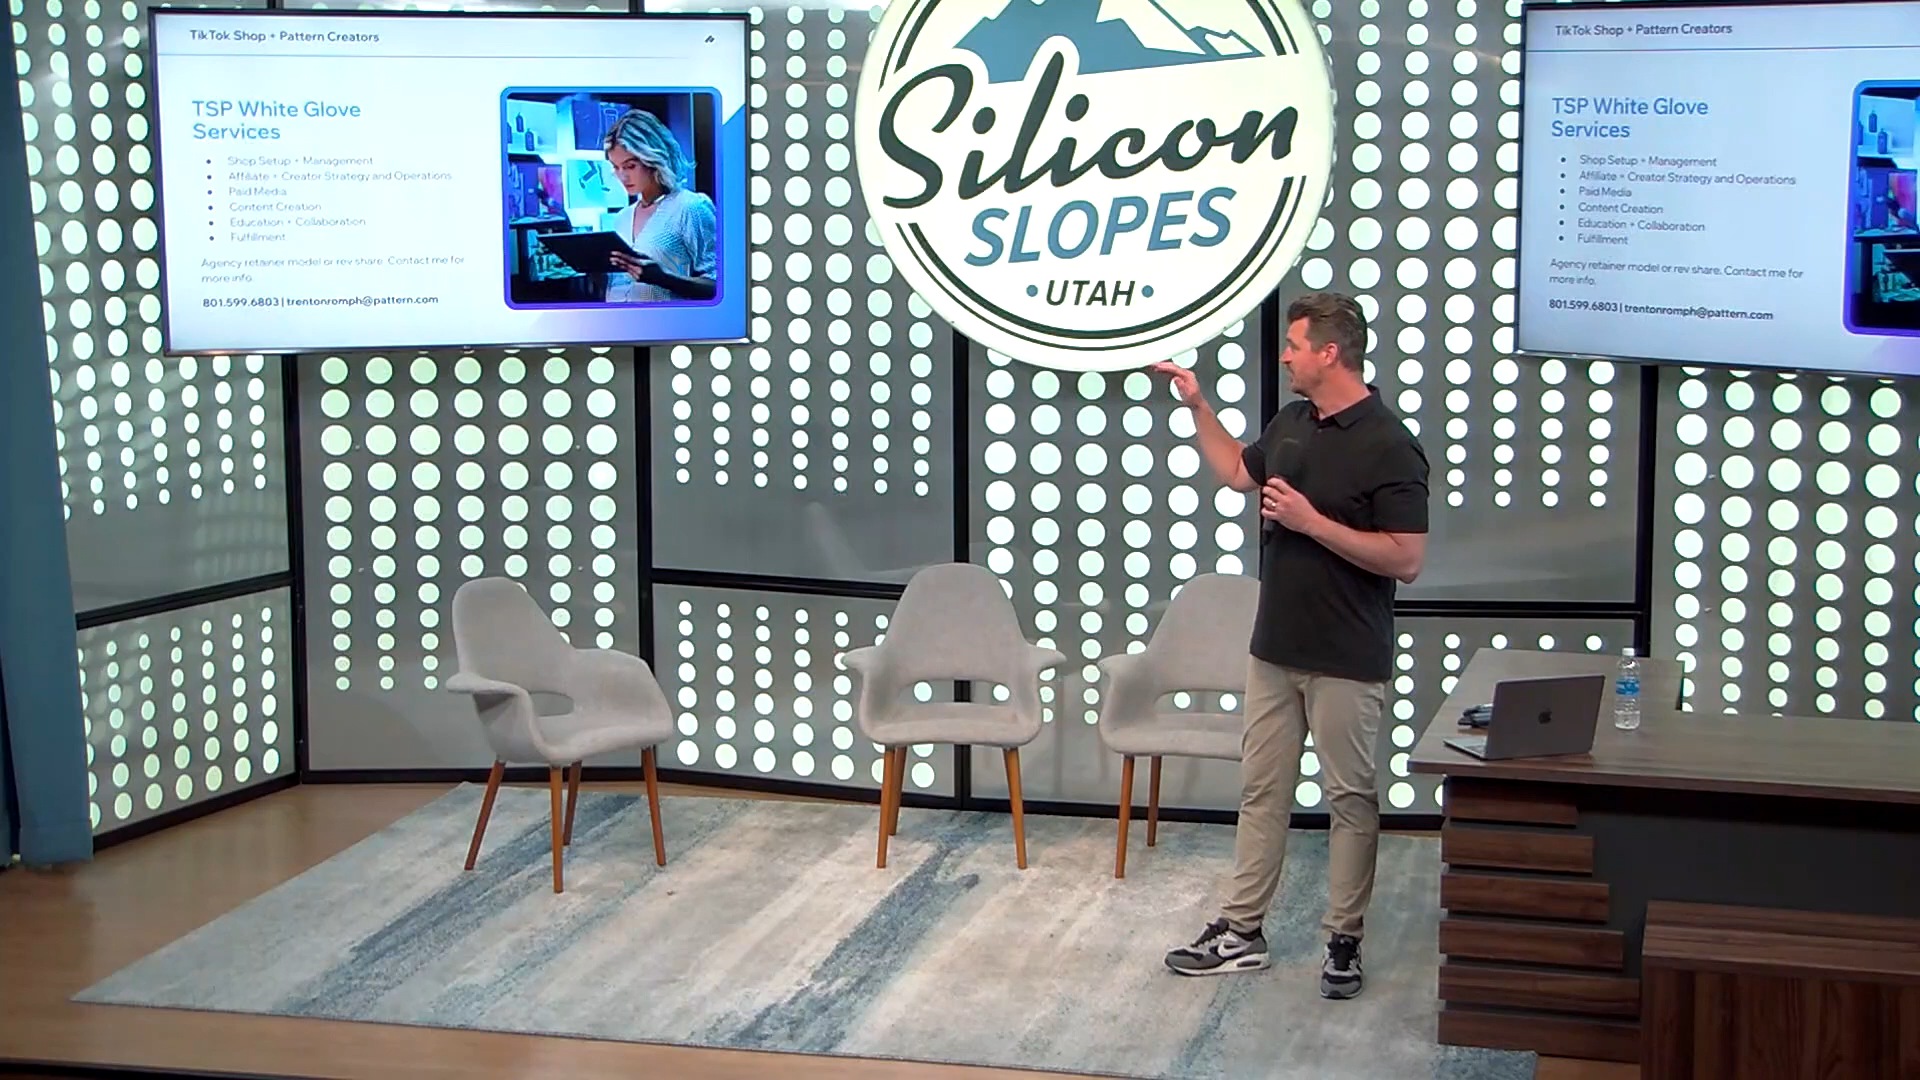 TikTok Shop + Pattern Creators
TSP White Glove
Services
• Shop Setup + Management
• Affiliate + Creator Strategy and Operations
• Paid Media
• Content Creation
• Education + Collaboration
• Fulfillment
Agency retainer model or rev share. Contact me for
more info.
801.599.6803 | trentonromph@pattern.com
Silicon
SLOPES
• UTAH •
TikTok Shop + Pattern Creators
TSP White Glove
Services
• Shop Setup + Management
• Affiliate + Creator Strategy and Operations
• Paid Media
• Content Creation
• Education + Collaboration
• Fulfillment
Agency retainer model or rev share. Contact me for
more info.
801.599.6803 | trentonromph@pattern.com